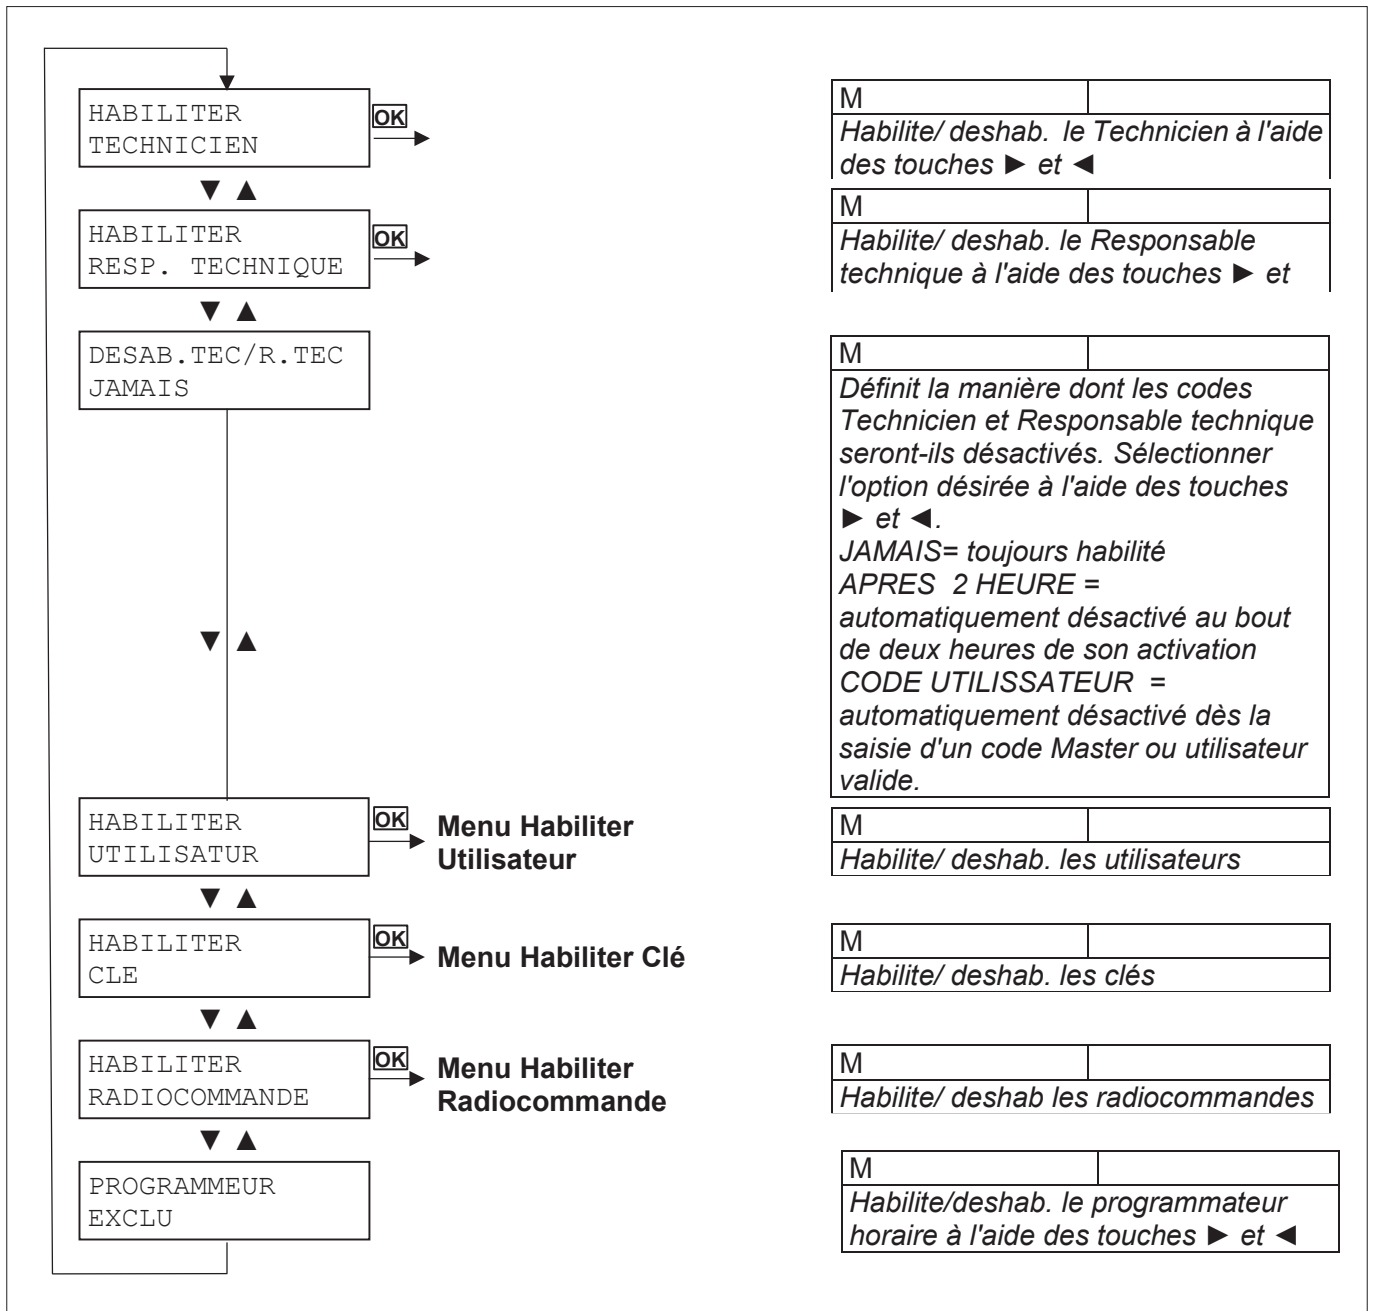 HABILITER
TECHNICIEN
OK
M
Habilite/ deshab. le Technicien à l'aide
des touches ► et ◄
▼ ▲
HABILITER
RESP. TECHNIQUE
OK
M
Habilite/ deshab. le Responsable
technique à l'aide des touches ► et
▼ ▲
DESAB.TEC/R.TEC
JAMAIS
M
Définit la manière dont les codes
Technicien et Responsable technique
seront-ils désactivés. Sélectionner
l'option désirée à l'aide des touches
► et ◄.
JAMAIS= toujours habilité
APRES 2 HEURE =
automatiquement désactivé au bout
de deux heures de son activation
CODE UTILISSATEUR =
automatiquement désactivé dès la
saisie d'un code Master ou utilisateur
valide.
▼ ▲
HABILITER
UTILISATUR
OK
Menu Habiliter
Utilisateur
M
Habilite/ deshab. les utilisateurs
▼ ▲
HABILITER
CLE
OK
Menu Habiliter Clé
M
Habilite/ deshab. les clés
▼ ▲
HABILITER
RADIOCOMMANDE
OK
Menu Habiliter
Radiocommande
M
Habilite/ deshab les radiocommandes
▼ ▲
PROGRAMMEUR
EXCLU
M
Habilite/deshab. le programmateur
horaire à l'aide des touches ► et ◄